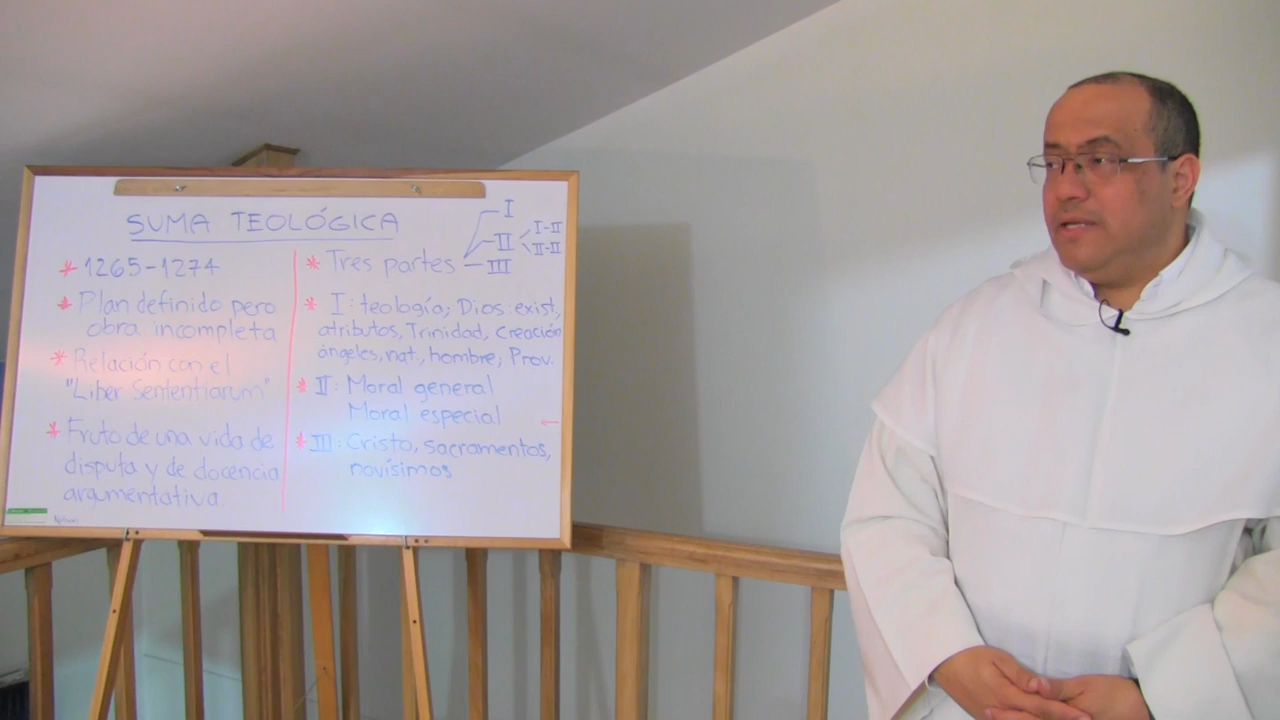 SUMA TEOLÓGICA
* 1265-1274
* Plan definido pero
obra incompleta
* Relación con el
"Liber Sententiarum"
* Fruto de una vida de
disputa y de docencia
argumentativa
* Tres partes
I
II
I-II
II-II
III
* I: teología; Dios: exist,
atributos, Trinidad, Creación
ángeles, nat., hombre; Prov.
* II: Moral general
Moral especial ←
* III: Cristo, sacramentos,
novísimos